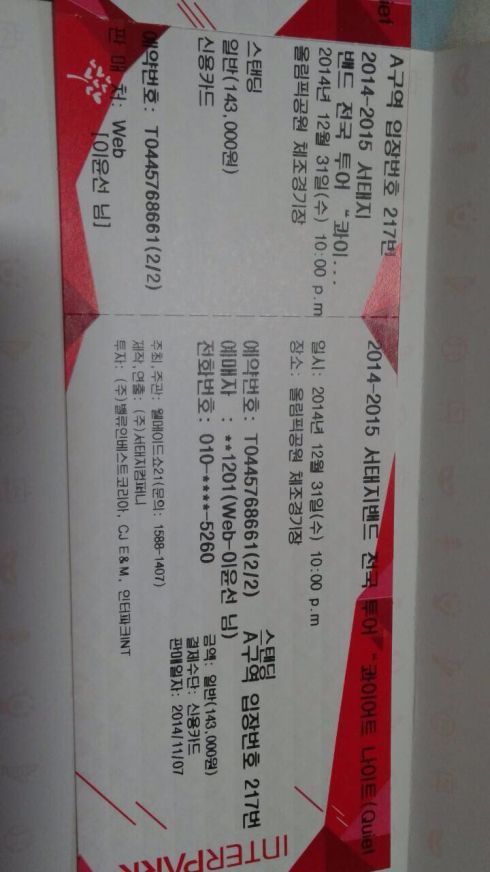 A구역 입장번호 217번
2014-2015 서태지
밴드 전국 투어 "콰이...
2014년 12월 31일(수) 10:00 p.m
올림픽공원 체조경기장
스탠딩
일반(143,000원)
신용카드
예약번호: T0445768661(2/2)
판 매 처: Web
[이윤선 님]
2014-2015 서태지밴드 전국 투어 "콰이어트 나이트(Quiet
일시: 2014년 12월 31일(수) 10:00 p.m
장소: 올림픽공원 체조경기장
스탠딩
A구역 입장번호 217번
예약번호: T0445768661(2/2)
예매자 : **1201(Web-이윤선 님)
전화번호: 010-****-5260
금액: 일반(143,000원)
결제수단: 신용카드
판매일자: 2014/11/07
주최,주관: 웰메이드쇼21(문의: 1588-1407)
제작,연출: (주)서태지컴퍼니
투자: (주)밸류인베스트코리아, CJ E&M, 인터파크INT
INTERPARK
Quiet